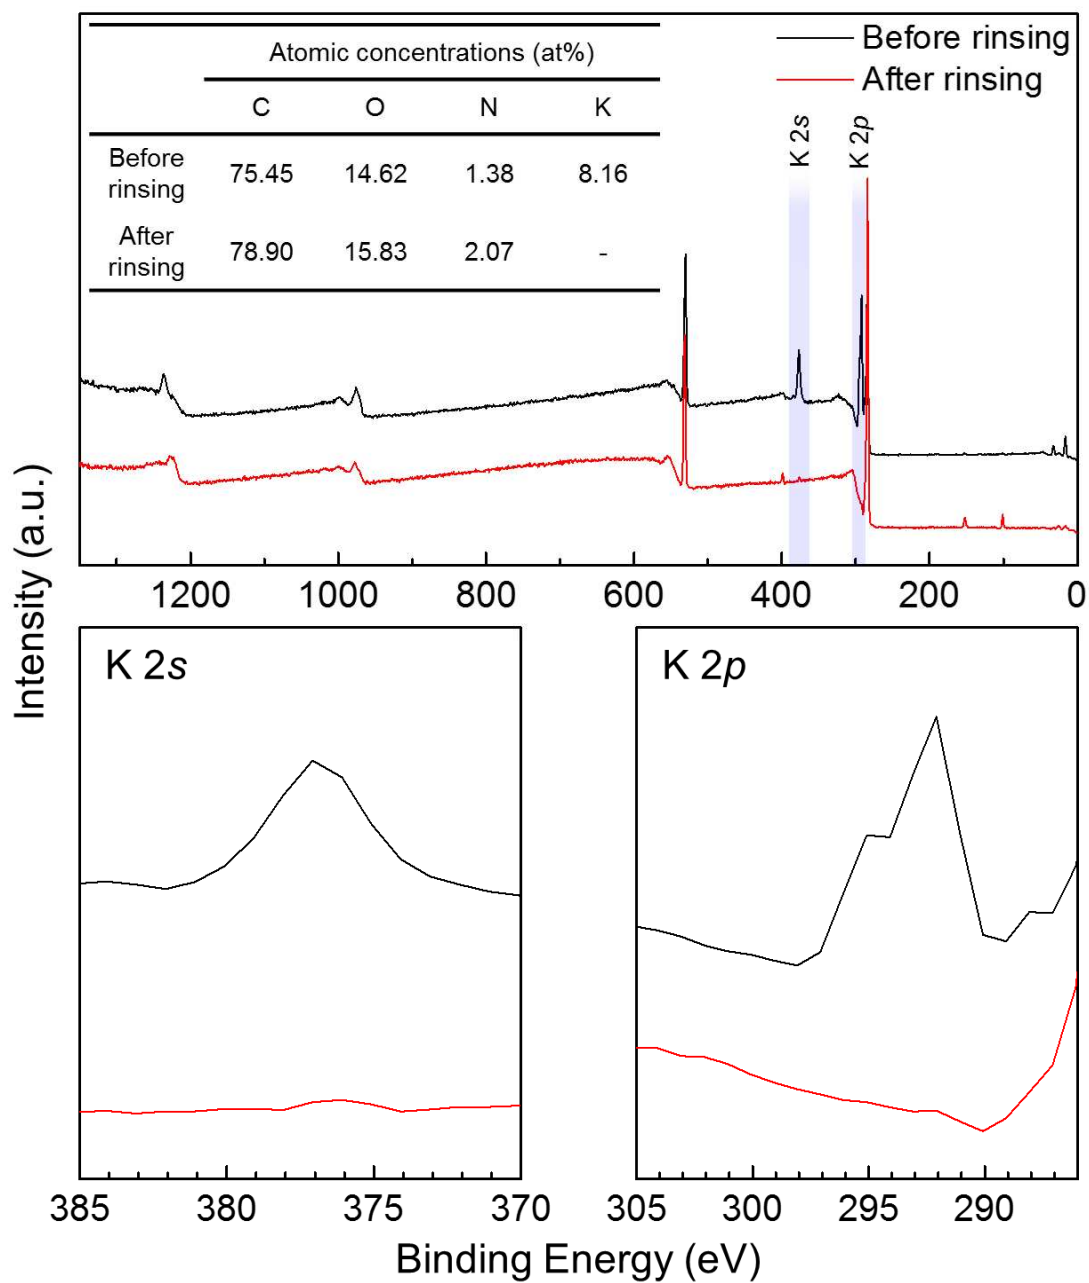 Atomic concentrations (at%)
C O N K
Before
rinsing
75.45 14.62 1.38 8.16
After
rinsing
78.90 15.83 2.07 -
Before rinsing
After rinsing
K 2s
K 2p
1200 1000 800 600 400 200 0
Intensity (a.u.)
K 2s
385 380 375 370
K 2p
305 300 295 290
Binding Energy (eV)